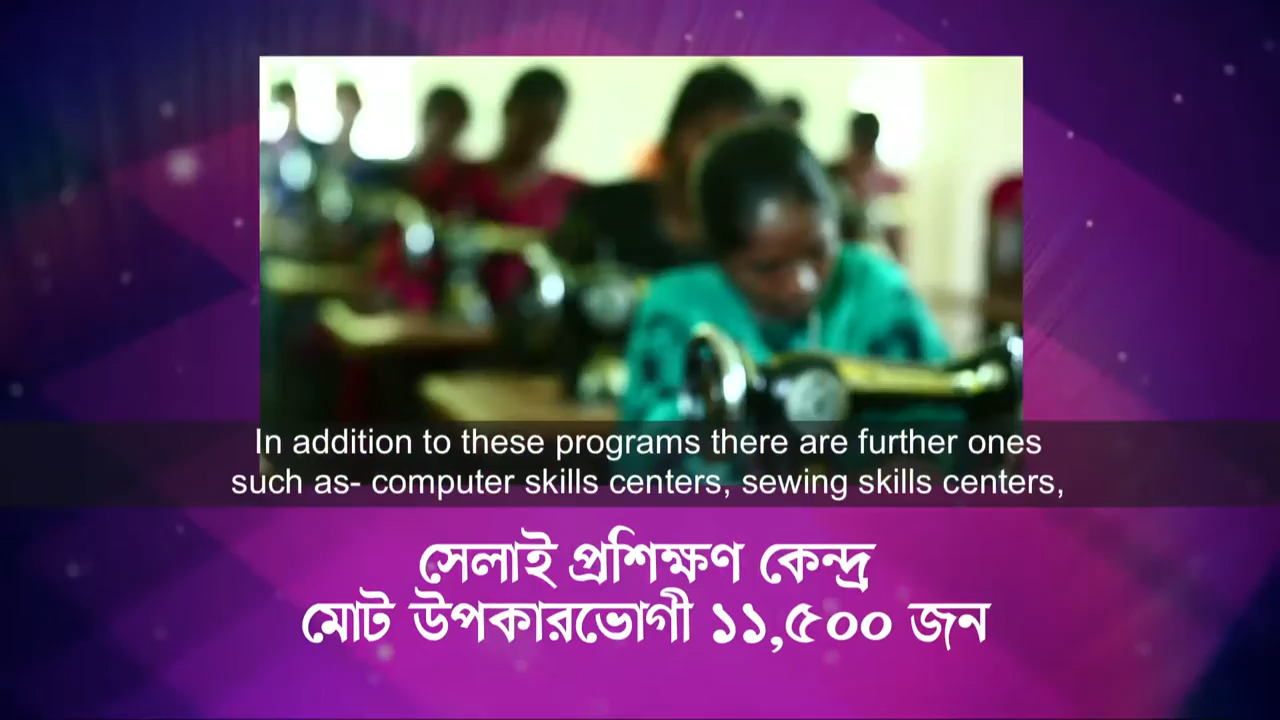 In addition to these programs there are further ones
such as- computer skills centers, sewing skills centers,
সেলাই প্রশিক্ষণ কেন্দ্র
মোট উপকারভোগী ১১,৫০০ জন